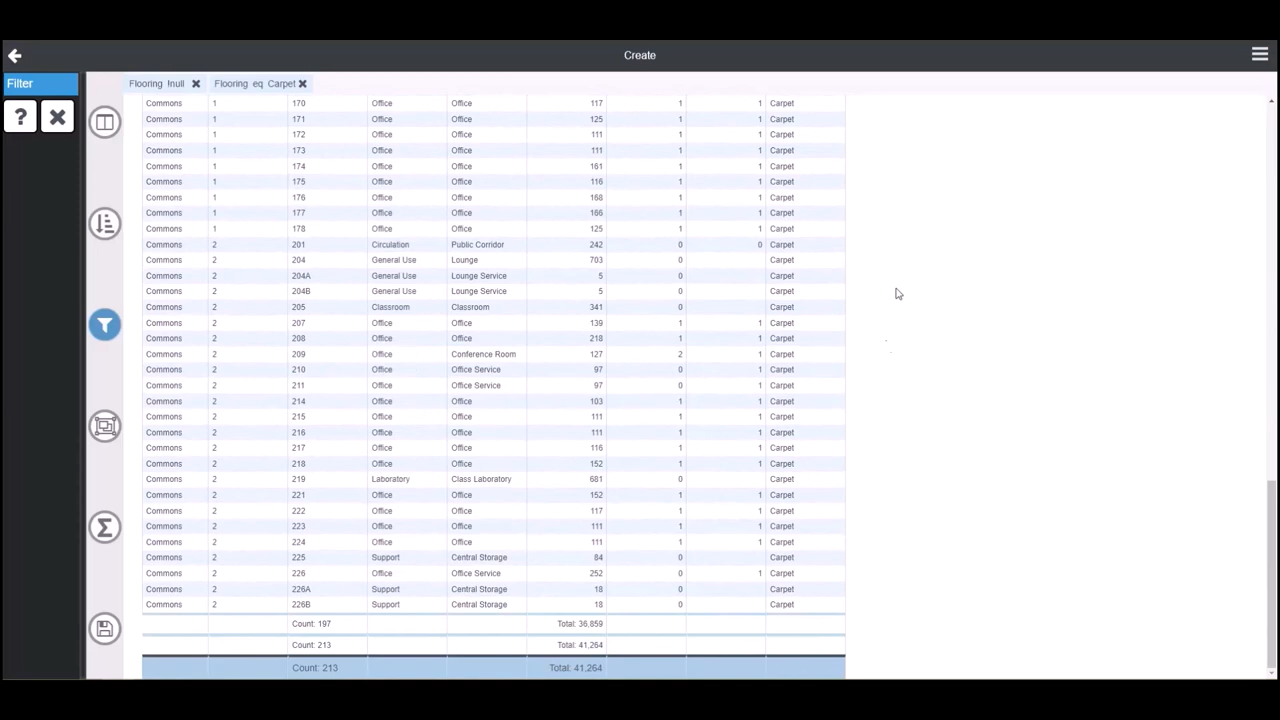 Create
Filter
Flooring !null Flooring eq Carpet
?
Commons 1 170 Office Office 117 1 1 Carpet
Commons 1 171 Office Office 125 1 1 Carpet
Commons 1 172 Office Office 111 1 1 Carpet
Commons 1 173 Office Office 111 1 1 Carpet
Commons 1 174 Office Office 161 1 1 Carpet
Commons 1 175 Office Office 116 1 1 Carpet
Commons 1 176 Office Office 168 1 1 Carpet
Commons 1 177 Office Office 166 1 1 Carpet
Commons 1 178 Office Office 125 1 1 Carpet
Commons 2 201 Circulation Public Corridor 242 0 0 Carpet
Commons 2 204 General Use Lounge 703 0 Carpet
Commons 2 204A General Use Lounge Service 5 0 Carpet
Commons 2 204B General Use Lounge Service 5 0 Carpet
Commons 2 205 Classroom Classroom 341 0 Carpet
Commons 2 207 Office Office 139 1 1 Carpet
Commons 2 208 Office Office 218 1 1 Carpet
Commons 2 209 Office Conference Room 127 2 1 Carpet
Commons 2 210 Office Office Service 97 0 1 Carpet
Commons 2 211 Office Office Service 97 0 1 Carpet
Commons 2 214 Office Office 103 1 1 Carpet
Commons 2 215 Office Office 111 1 1 Carpet
Commons 2 216 Office Office 111 1 1 Carpet
Commons 2 217 Office Office 116 1 1 Carpet
Commons 2 218 Office Office 152 1 1 Carpet
Commons 2 219 Laboratory Class Laboratory 681 0 Carpet
Commons 2 221 Office Office 152 1 1 Carpet
Commons 2 222 Office Office 117 1 1 Carpet
Commons 2 223 Office Office 111 1 1 Carpet
Commons 2 224 Office Office 111 1 1 Carpet
Commons 2 225 Support Central Storage 84 0 Carpet
Commons 2 226 Office Office Service 252 0 1 Carpet
Commons 2 226A Support Central Storage 18 0 Carpet
Commons 2 226B Support Central Storage 18 0 Carpet
Count: 197 Total: 36,859
Count: 213 Total: 41,264
Count: 213 Total: 41,264